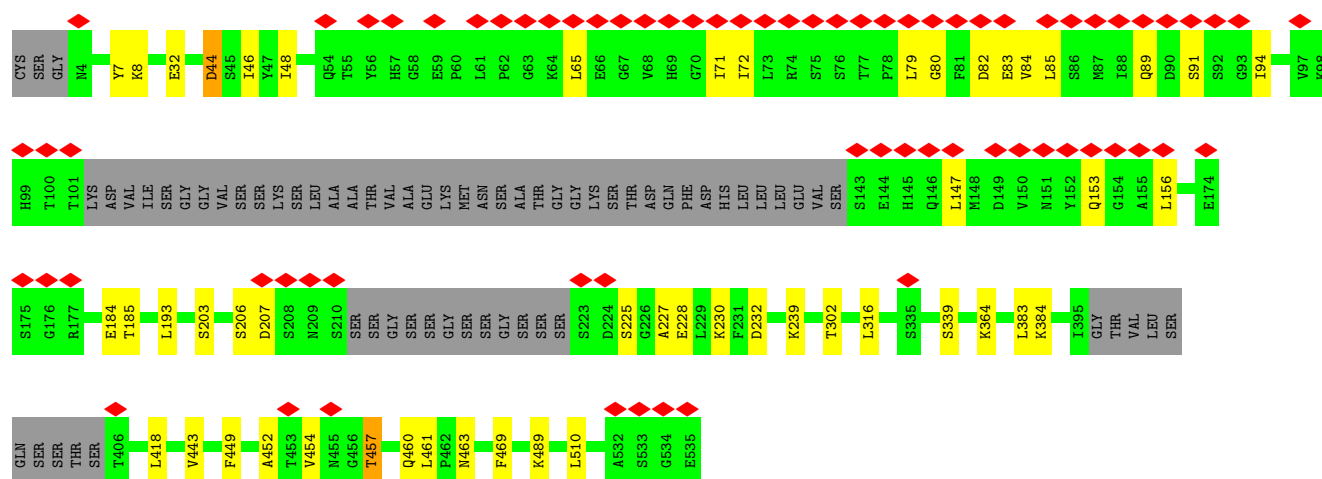 CYS SER GLY N4 Y7 K8 E32 D44 S45 I46 Y47 I48 Q54 T55 Y56 H57 G58 E59 P60 L61 P62 G63 K64 L65 E66 G67 V68 H69 G70 I71 I72 L73 R74 S75 S76 T77 P78 L79 G80 F81 D82 E83 V84 L85 S86 M87 I88 Q89 D90 S91 S92 G93 I94 V97 K98
H99 T100 T101 LYS ASP VAL ILE SER GLY GLY VAL SER SER LYS SER LEU ALA ALA THR VAL ALA GLU LYS MET ASN SER ALA THR GLY GLY LYS SER THR ASP GLN PHE ASP HIS LEU LEU LEU GLU VAL SER S143 E144 H145 Q146 L147 M148 D149 V150 N151 Y152 Q153 G154 A155 L156 E174
S175 G176 R177 E184 T185 L193 S203 S206 D207 S208 N209 S210 SER SER GLY SER SER GLY SER SER GLY SER SER SER S223 D224 S225 G226 A227 E228 L229 K230 F231 D232 K239 T302 L316 S335 S339 K364 L383 K384 I395 GLY THR VAL LEU SER
GLN SER SER THR SER T406 L418 V443 F449 A452 T453 V454 N455 G456 T457 Q460 L461 P462 N463 F469 K489 L510 A532 S533 G534 E535